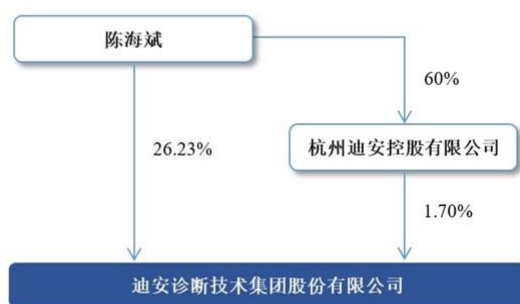 陈海斌
60%
26.23%
杭州迪安控股有限公司
1.70%
迪安诊断技术集团股份有限公司